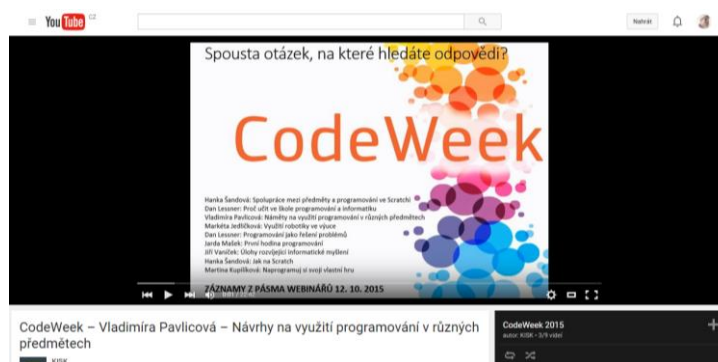 YouTube CZ
Nahrát
Spousta otázek, na které hledáte odpovědi?
CodeWeek
Hanka Šandová: Spolupráce mezi předměty a programování ve Scratchi
Dan Lessner: Proč učit ve škole programování a informatiku
Vladimíra Pavlicová: Náměty na využití programování v různých předmětech
Markéta Jedličková: Využití robotiky ve výuce
Dan Lessner: Programování jako řešení problémů
Jarda Mašek: První hodina programování
Jiří Vaníček: Úlohy rozvíjející informatické myšlení
Hanka Šandová: Jak na Scratch
Martina Kupilíková: Naprogramuj si svoji vlastní hru
ZÁZNAMY Z PÁSMA WEBINÁŘŮ 12. 10. 2015
CodeWeek – Vladimíra Pavlicová – Návrhy na využití programování v různých
předmětech
KISK
CodeWeek 2015
autor: KISK • 3/9 videí